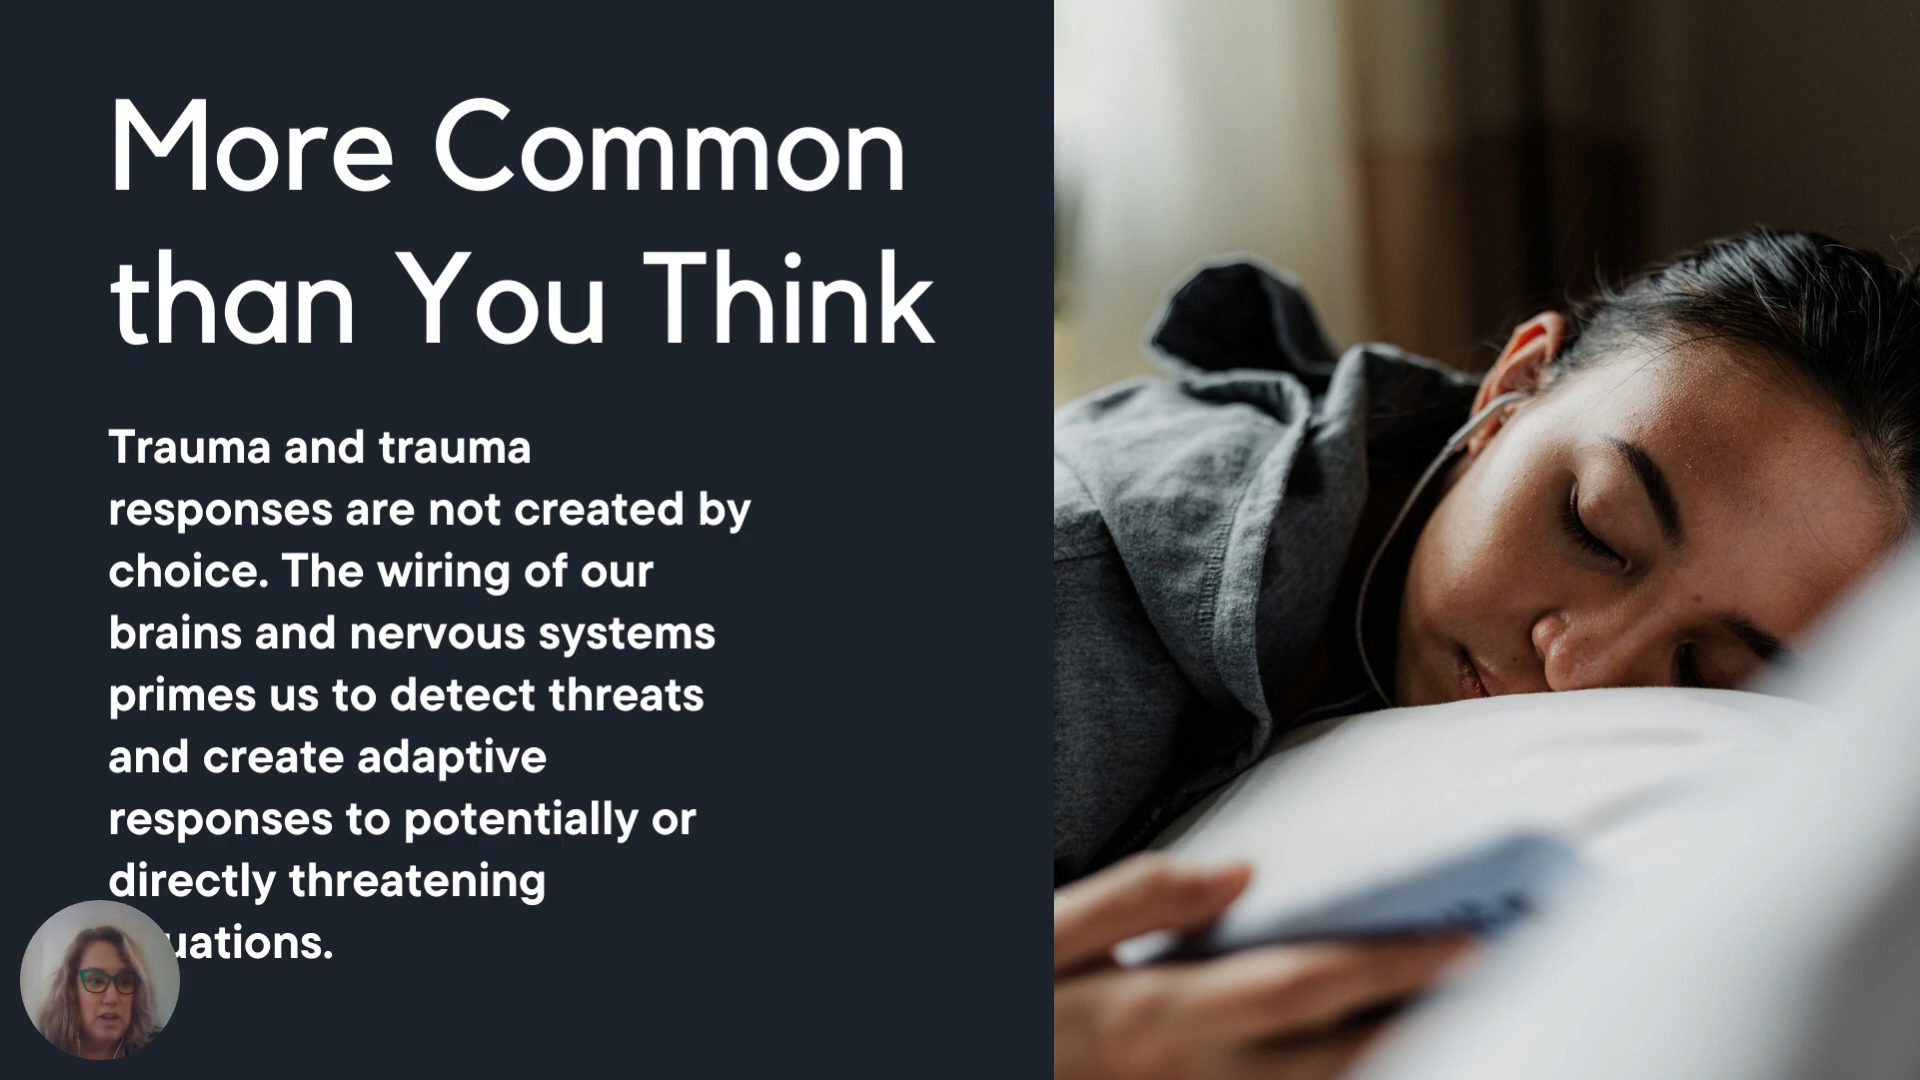 More Common
than You Think
Trauma and trauma
responses are not created by
choice. The wiring of our
brains and nervous systems
primes us to detect threats
and create adaptive
responses to potentially or
directly threatening
uations.